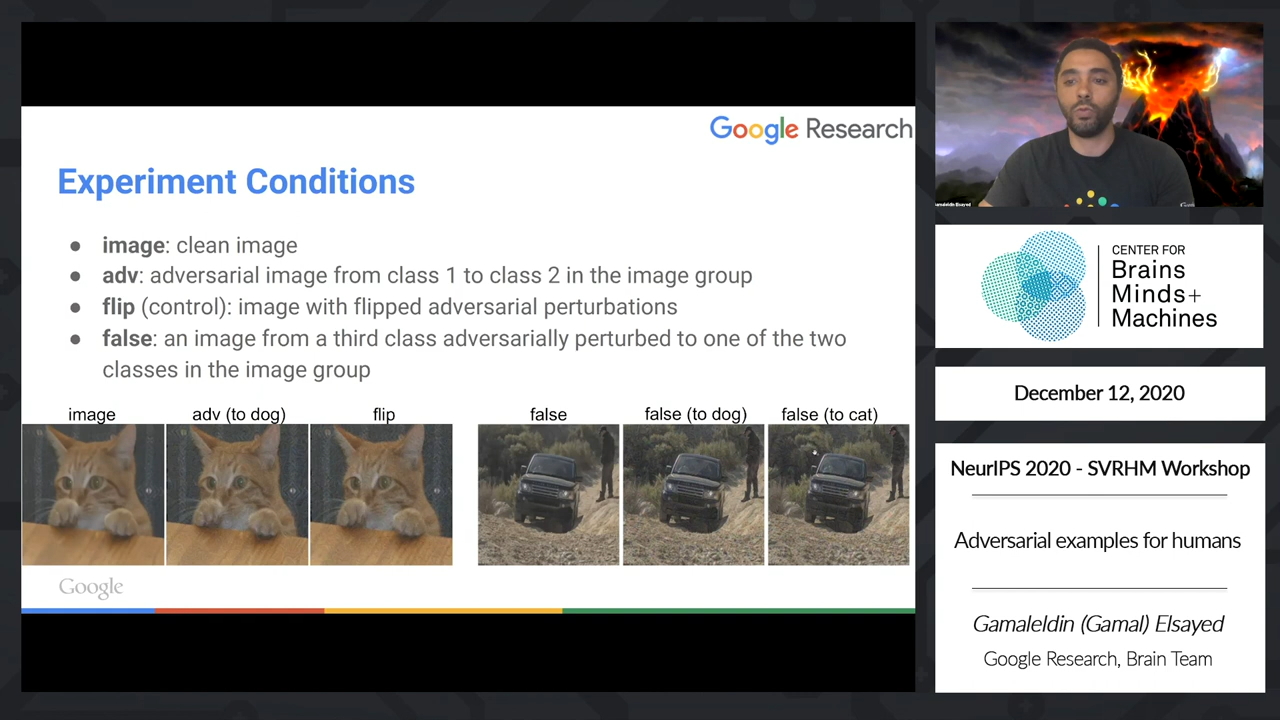 Google Research
Experiment Conditions
● image: clean image
● adv: adversarial image from class 1 to class 2 in the image group
● flip (control): image with flipped adversarial perturbations
● false: an image from a third class adversarially perturbed to one of the two
classes in the image group
image adv (to dog) flip false false (to dog) false (to cat)
Google
Gamaleldin Elsayed
CENTER FOR
Brains
Minds+
Machines
December 12, 2020
NeurIPS 2020 - SVRHM Workshop
Adversarial examples for humans
Gamaleldin (Gamal) Elsayed
Google Research, Brain Team